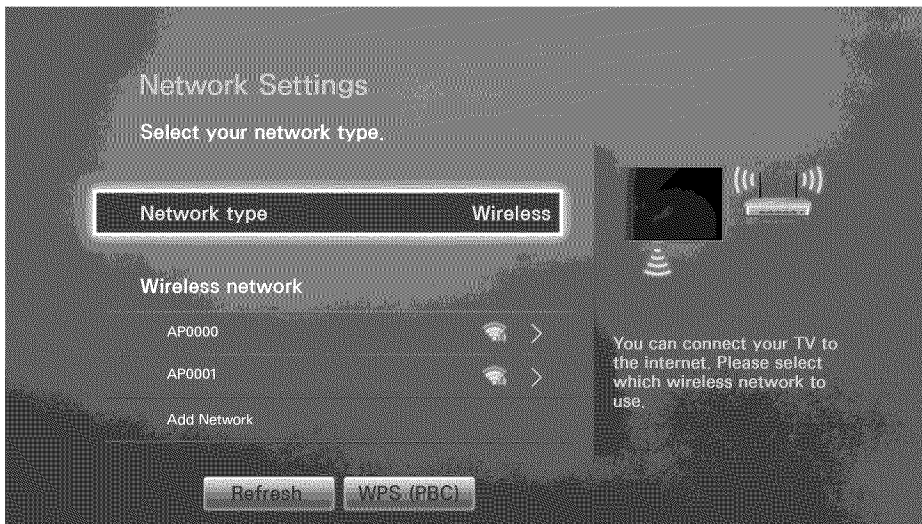 Network Settings
Select your network type.
Network type Wireless
Wireless network
AP0000
AP0001
Add Network
You can connect your TV to
the internet. Please select
which wireless network to
use.
Refresh WPS (PBC)